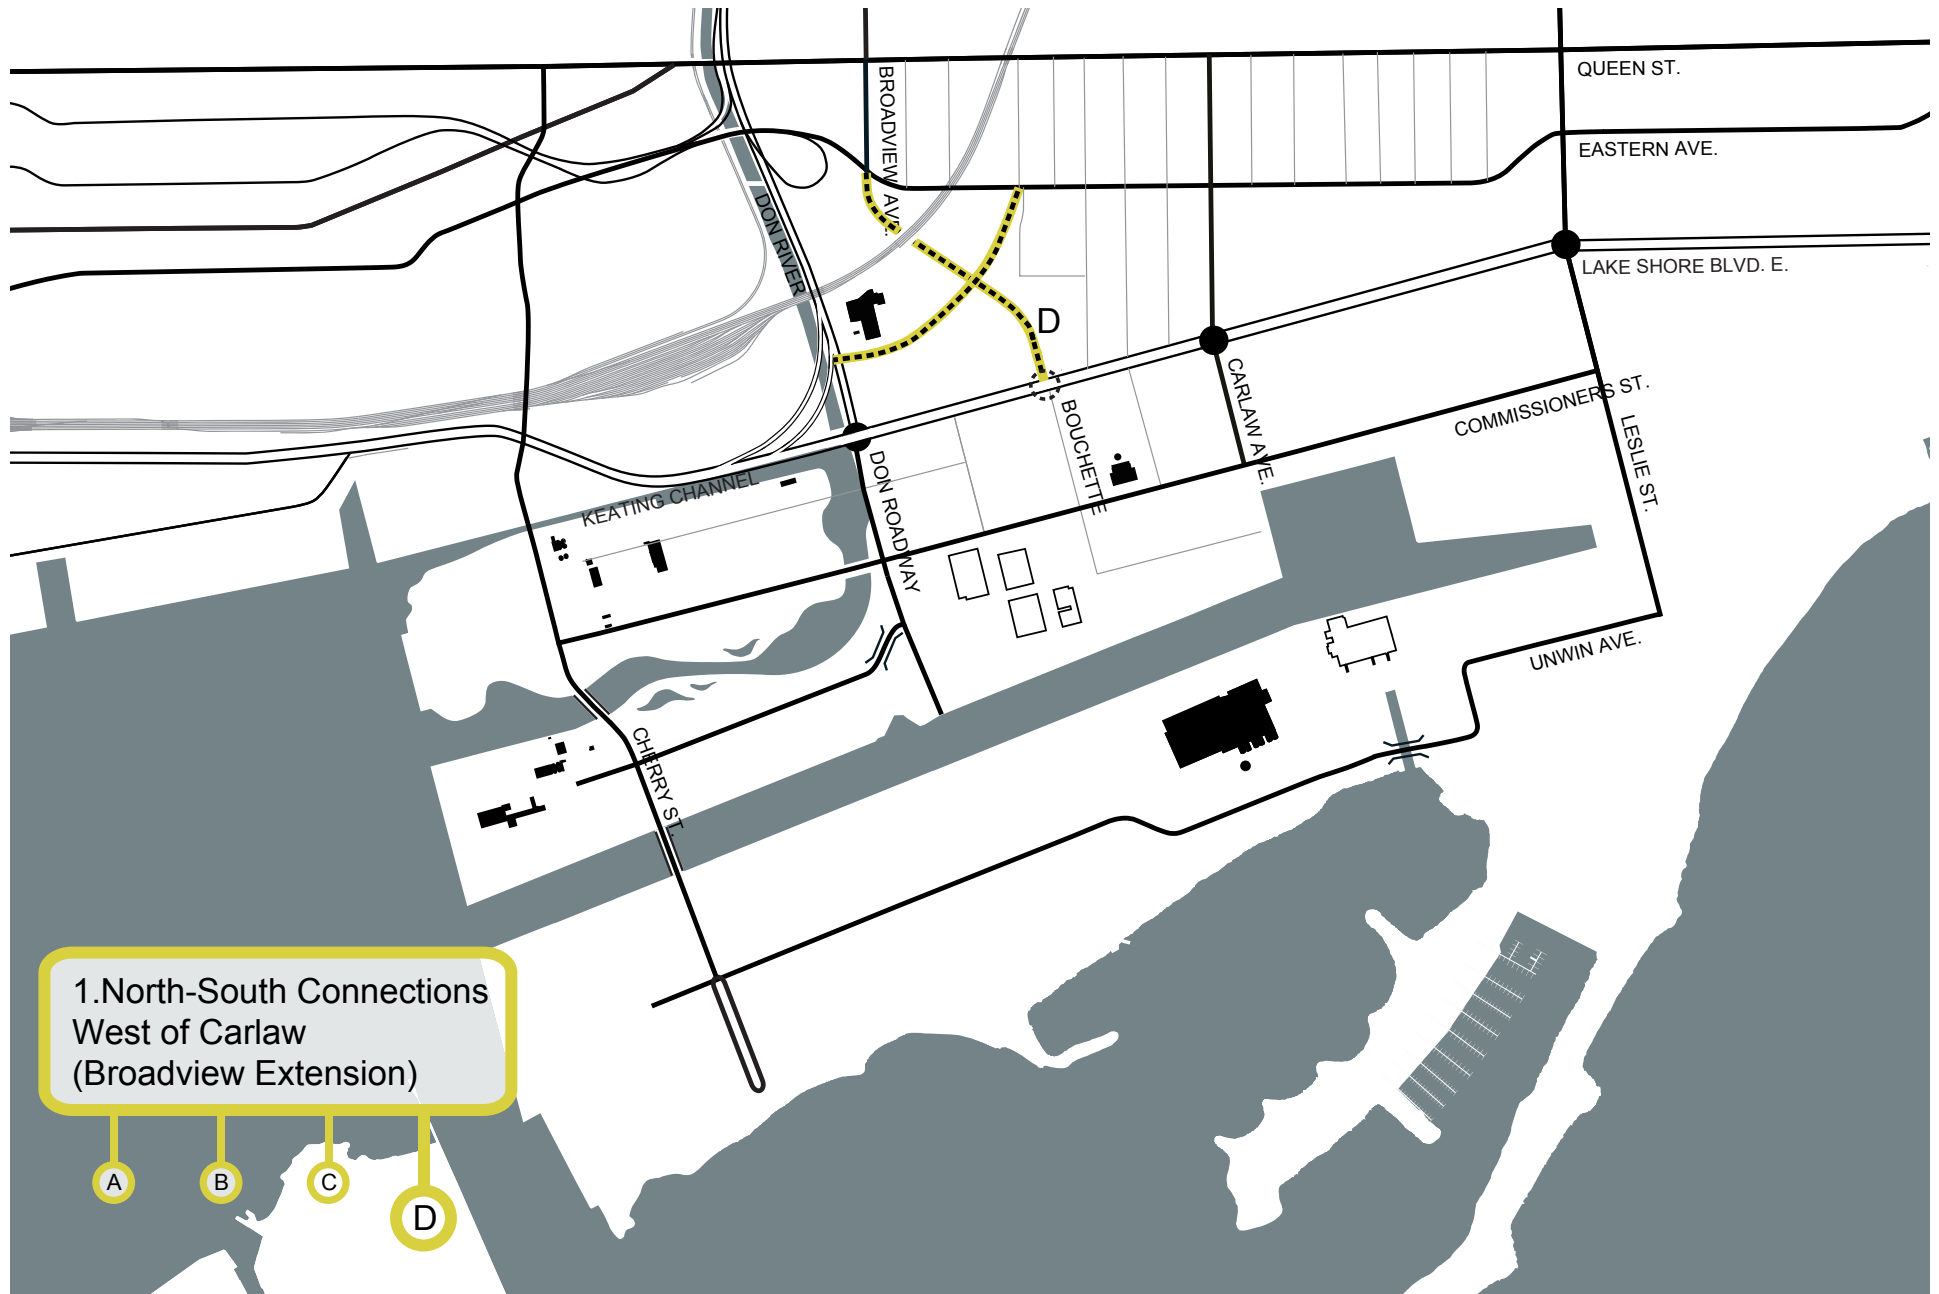 QUEEN ST.
BROADVIEW AVE.
EASTERN AVE.
DON RIVER
LAKE SHORE BLVD. E.
D
CARLAW AVE.
COMMISSIONERS ST.
BOUCHETTE
LESLIE ST.
DON ROADWAY
KEATING CHANNEL
UNWIN AVE.
CHERRY ST.
1.North-South Connections
West of Carlaw
(Broadview Extension)
A
B
C
D